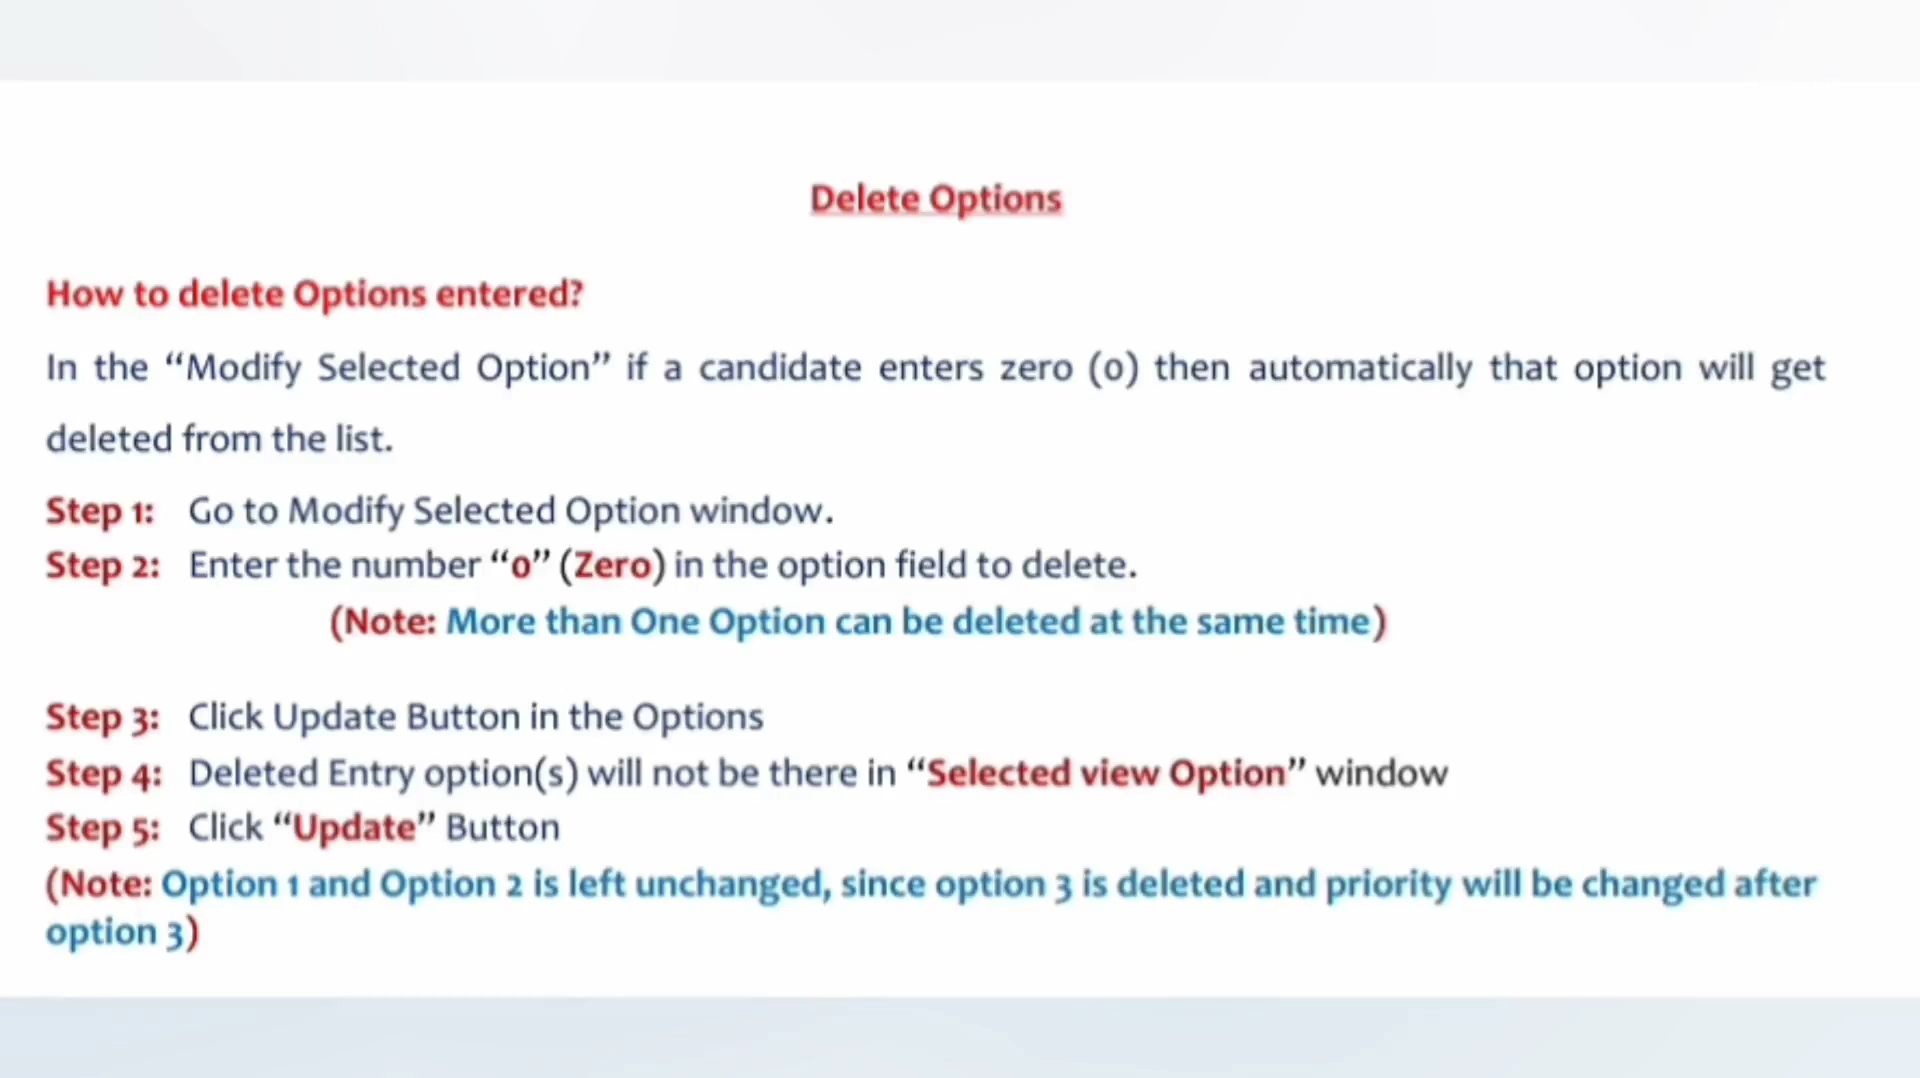 Delete Options
How to delete Options entered?
In the “Modify Selected Option” if a candidate enters zero (0) then automatically that option will get
deleted from the list.
Step 1: Go to Modify Selected Option window.
Step 2: Enter the number “0” (Zero) in the option field to delete.
(Note: More than One Option can be deleted at the same time)
Step 3: Click Update Button in the Options
Step 4: Deleted Entry option(s) will not be there in “Selected view Option” window
Step 5: Click “Update” Button
(Note: Option 1 and Option 2 is left unchanged, since option 3 is deleted and priority will be changed after
option 3)